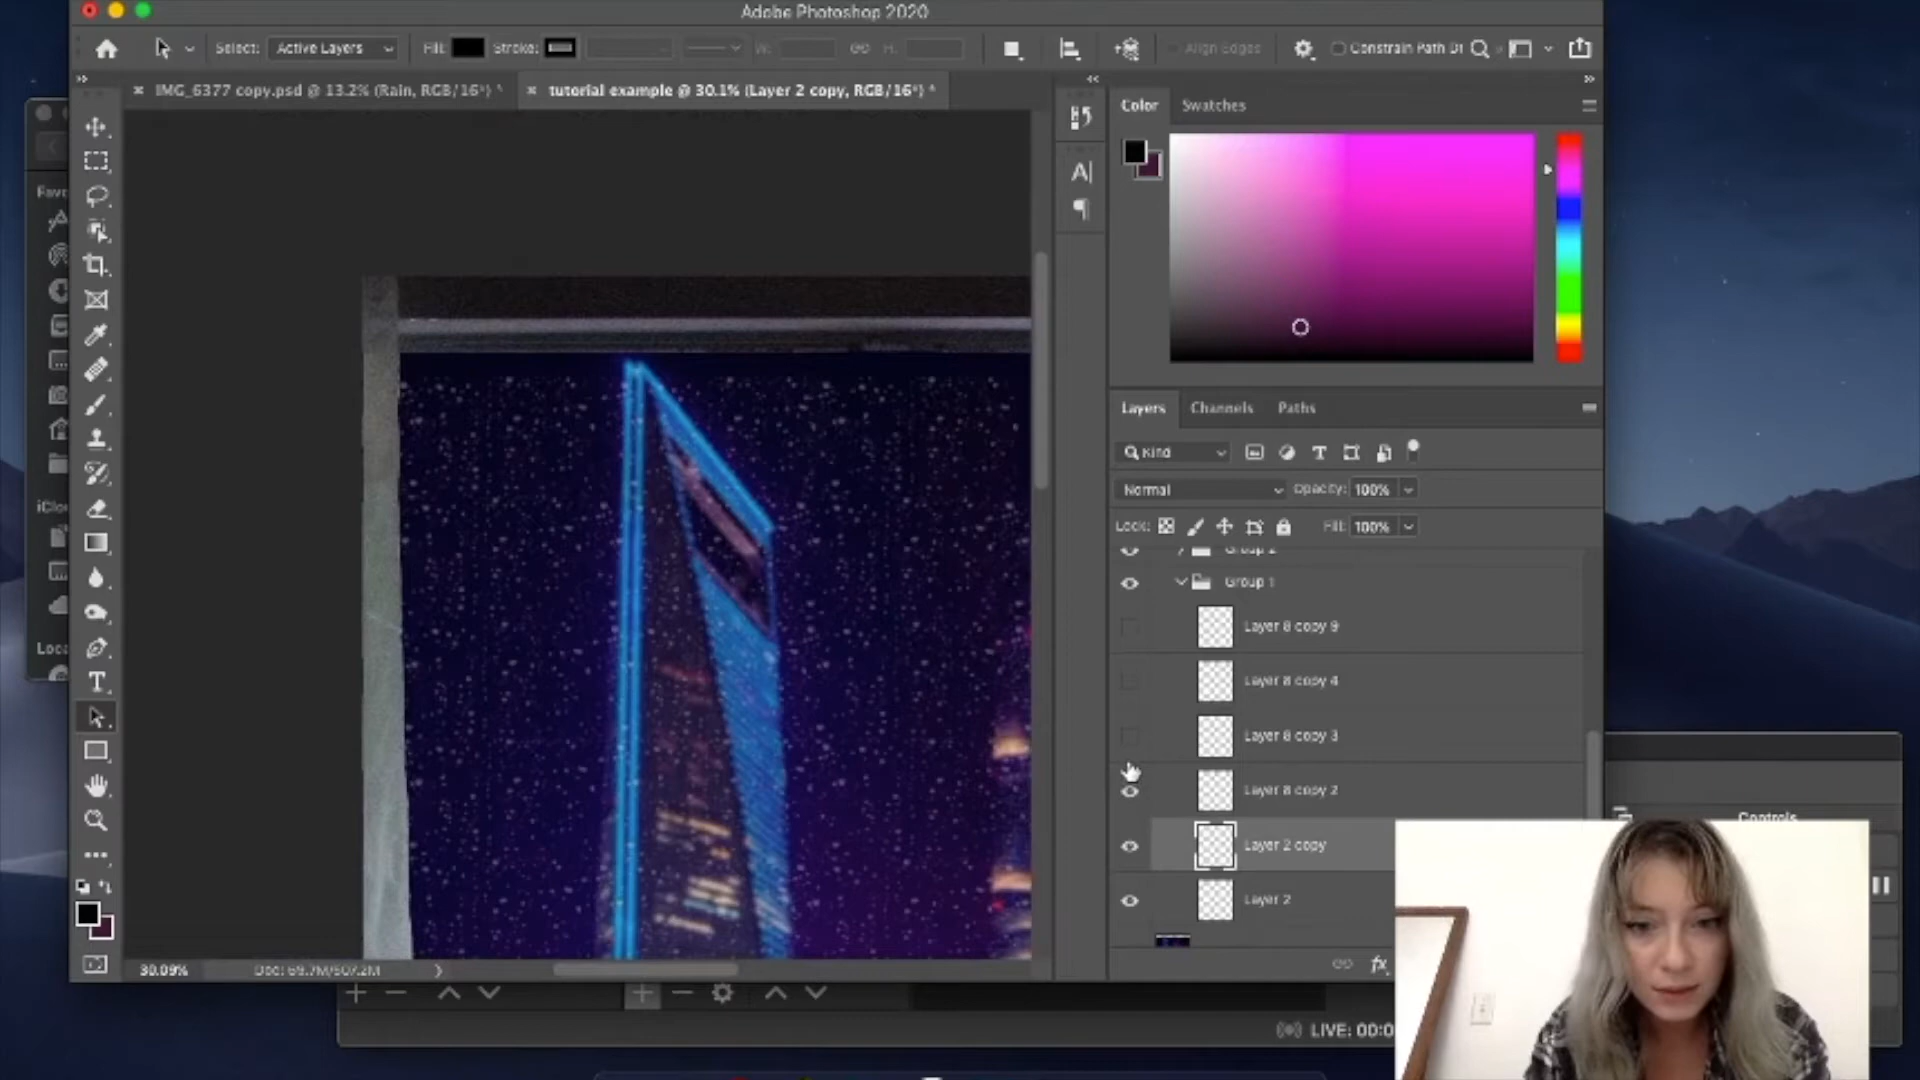 Adobe Photoshop 2020
Select: Active Layers Fill: Stroke: W: H: Align Edges Constrain Path Dr
IMG_6377 copy.psd @ 13.2% (Rain, RGB/16*) *
tutorial example @ 30.1% (Layer 2 copy, RGB/16*) *
Color Swatches
Favo
iClou
Loca
Layers Channels Paths
Kind
Normal Opacity: 100%
Lock: Fill: 100%
Group 2
Group 1
Layer 8 copy 9
Layer 8 copy 4
Layer 8 copy 3
Layer 8 copy 2
Layer 2 copy
Layer 2
fx
Controls
30.09% Doc: 69.7M/607.2M
LIVE: 00:0